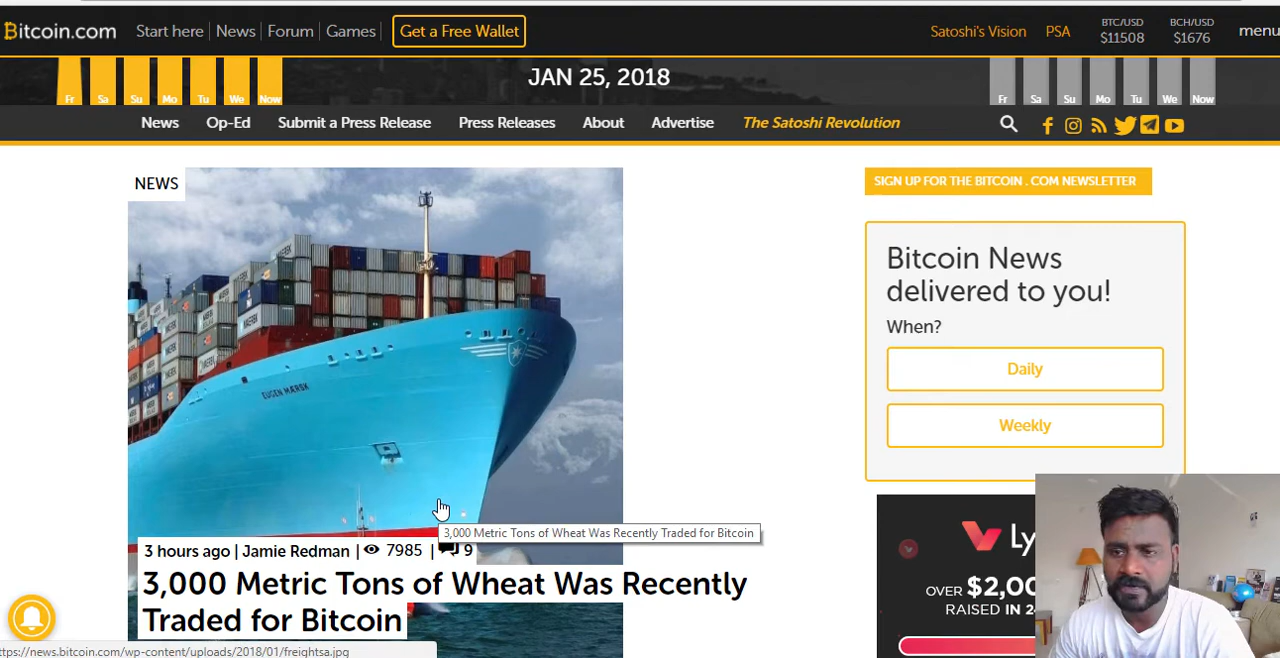 Bitcoin.com
Start here
News
Forum
Games
Get a Free Wallet
Satoshi's Vision
PSA
BTC/USD
$11508
BCH/USD
$1676
menu
Fr
Sa
Su
Mo
Tu
We
Now
JAN 25, 2018
Fr
Sa
Su
Mo
Tu
We
Now
News
Op-Ed
Submit a Press Release
Press Releases
About
Advertise
The Satoshi Revolution
NEWS
SIGN UP FOR THE BITCOIN . COM NEWSLETTER
Bitcoin News
delivered to you!
When?
Daily
Weekly
EUGEN MÆRSK
3,000 Metric Tons of Wheat Was Recently Traded for Bitcoin
3 hours ago | Jamie Redman | 7985 | 9
3,000 Metric Tons of Wheat Was Recently
Traded for Bitcoin
Ly
OVER $2,00
RAISED IN 24
ttps://news.bitcoin.com/wp-content/uploads/2018/01/freightsa.jpg